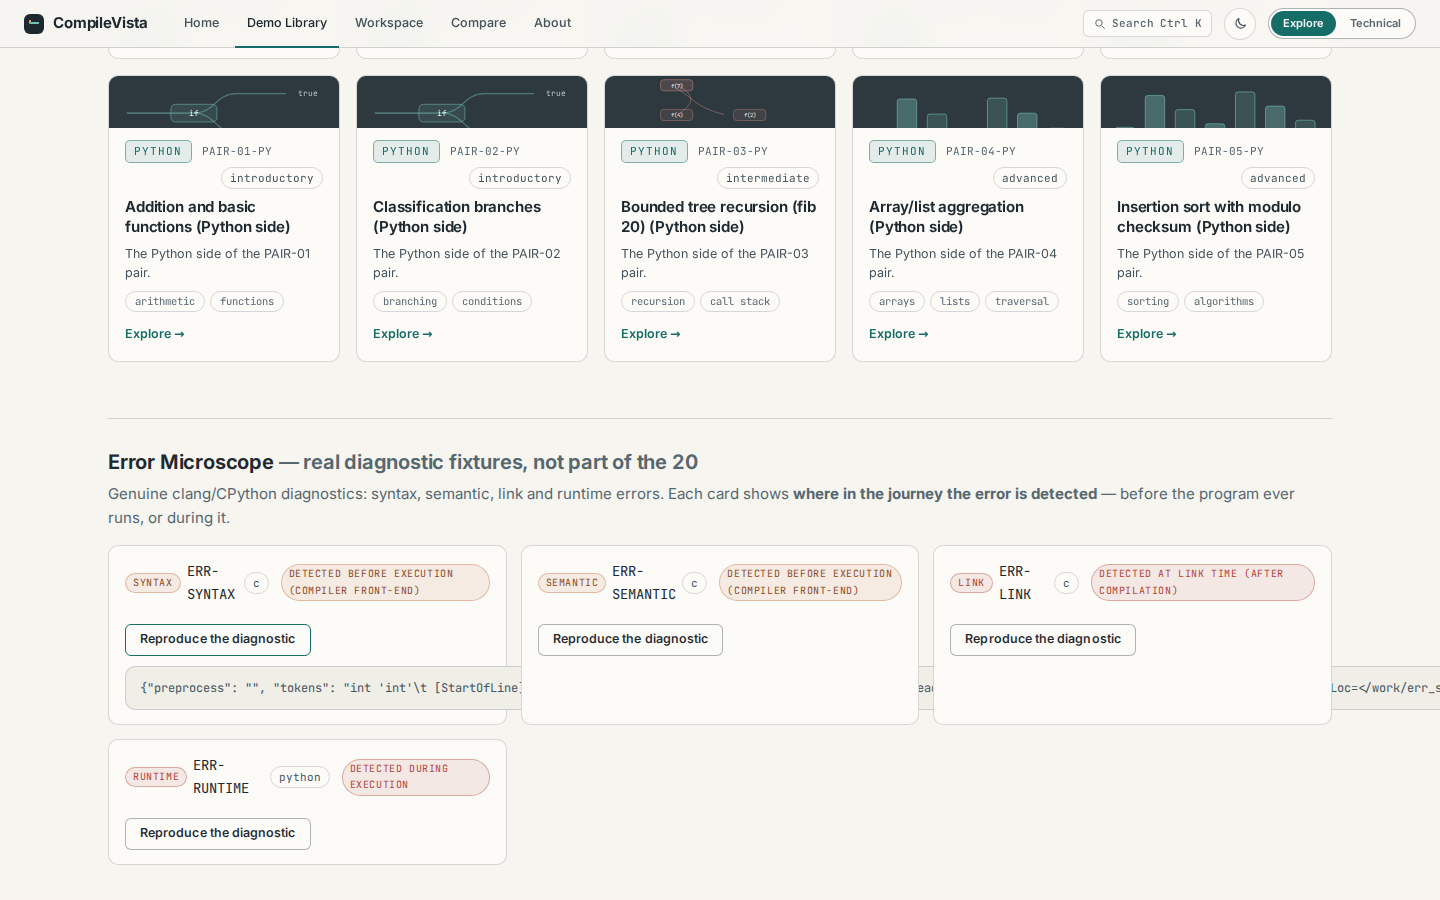 CompileVista
Home
Demo Library
Workspace
Compare
About
Search Ctrl K
Explore
Technical
if
true
if
true
f(7)
f(4)
f(2)
PYTHON PAIR-01-PY
introductory
Addition and basic
functions (Python side)
The Python side of the PAIR-01
pair.
arithmetic functions
Explore →
PYTHON PAIR-02-PY
introductory
Classification branches
(Python side)
The Python side of the PAIR-02
pair.
branching conditions
Explore →
PYTHON PAIR-03-PY
intermediate
Bounded tree recursion (fib
20) (Python side)
The Python side of the PAIR-03
pair.
recursion call stack
Explore →
PYTHON PAIR-04-PY
advanced
Array/list aggregation
(Python side)
The Python side of the PAIR-04
pair.
arrays lists traversal
Explore →
PYTHON PAIR-05-PY
advanced
Insertion sort with modulo
checksum (Python side)
The Python side of the PAIR-05
pair.
sorting algorithms
Explore →
Error Microscope — real diagnostic fixtures, not part of the 20
Genuine clang/CPython diagnostics: syntax, semantic, link and runtime errors. Each card shows where in the journey the error is detected — before the program ever
runs, or during it.
SYNTAX
ERR-
SYNTAX
c
DETECTED BEFORE EXECUTION
(COMPILER FRONT-END)
Reproduce the diagnostic
{"preprocess": "", "tokens": "int 'int'\t [StartOfLine]
SEMANTIC
ERR-
SEMANTIC
c
DETECTED BEFORE EXECUTION
(COMPILER FRONT-END)
Reproduce the diagnostic
LINK
ERR-
LINK
c
DETECTED AT LINK TIME (AFTER
COMPILATION)
Reproduce the diagnostic
Loc=</work/err_s
RUNTIME
ERR-
RUNTIME
python
DETECTED DURING
EXECUTION
Reproduce the diagnostic